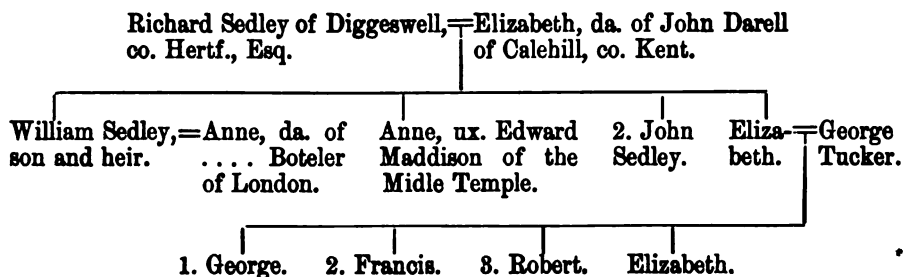 Richard Sedley of Diggeswell,=Elizabeth, da. of John Darell
co. Hertf., Esq. of Calehill, co. Kent.
William Sedley,=Anne, da. of Anne, ux. Edward 2. John Eliza-=George
son and heir. .... Boteler Maddison of the Sedley. beth. Tucker.
of London. Midle Temple.
1. George. 2. Francis. 3. Robert. Elizabeth.